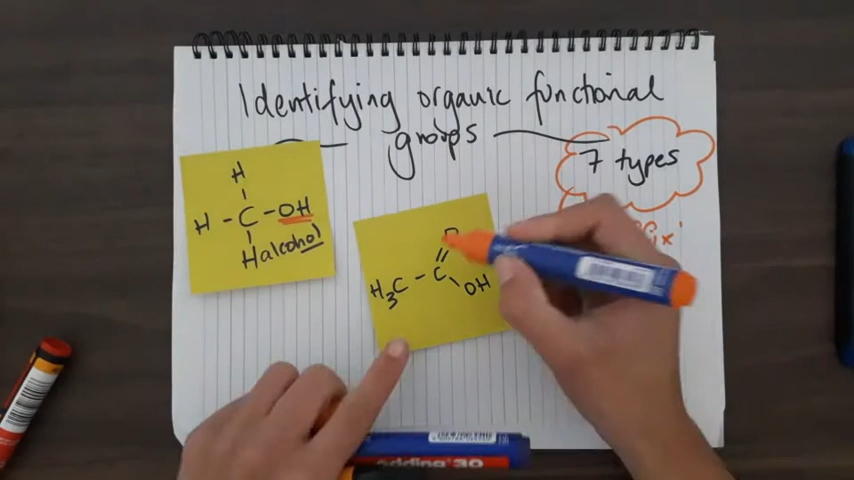 Identifying organic functional
groups
7 types
H
H - C - OH
H alcohol
H3C - C
OH
edding 30